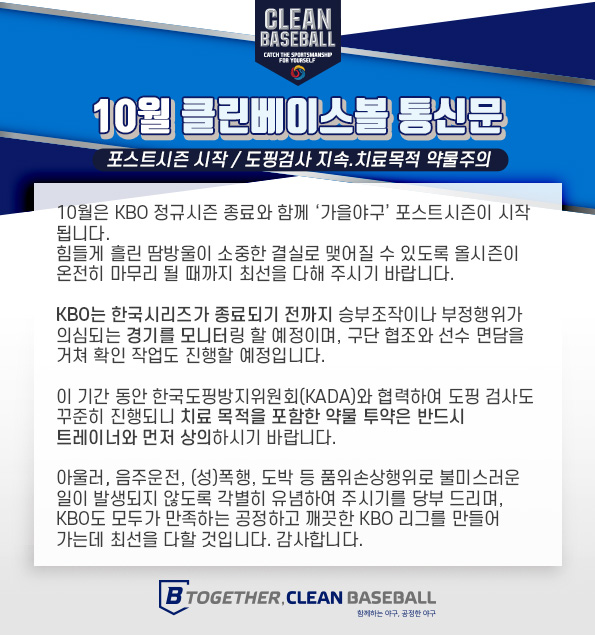 CLEAN
BASEBALL
CATCH THE SPORTSMANSHIP
FOR YOURSELF
10월 클린베이스볼 통신문
포스트시즌 시작 / 도핑검사 지속.치료목적 약물주의
10월은 KBO 정규시즌 종료와 함께 ‘가을야구’ 포스트시즌이 시작
됩니다.
힘들게 흘린 땀방울이 소중한 결실로 맺어질 수 있도록 올시즌이
온전히 마무리 될 때까지 최선을 다해 주시기 바랍니다.
KBO는 한국시리즈가 종료되기 전까지 승부조작이나 부정행위가
의심되는 경기를 모니터링 할 예정이며, 구단 협조와 선수 면담을
거쳐 확인 작업도 진행할 예정입니다.
이 기간 동안 한국도핑방지위원회(KADA)와 협력하여 도핑 검사도
꾸준히 진행되니 치료 목적을 포함한 약물 투약은 반드시
트레이너와 먼저 상의하시기 바랍니다.
아울러, 음주운전, (성)폭행, 도박 등 품위손상행위로 불미스러운
일이 발생되지 않도록 각별히 유념하여 주시기를 당부 드리며,
KBO도 모두가 만족하는 공정하고 깨끗한 KBO 리그를 만들어
가는데 최선을 다할 것입니다. 감사합니다.
B TOGETHER, CLEAN BASEBALL
함께하는 야구, 공정한 야구